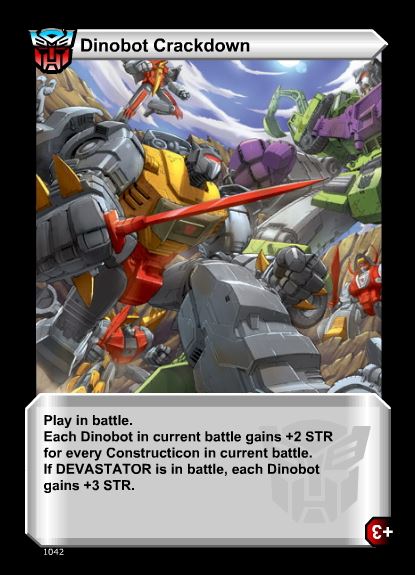 Dinobot Crackdown
Play in battle.
Each Dinobot in current battle gains +2 STR
for every Constructicon in current battle.
If DEVASTATOR is in battle, each Dinobot
gains +3 STR.
+3
1042